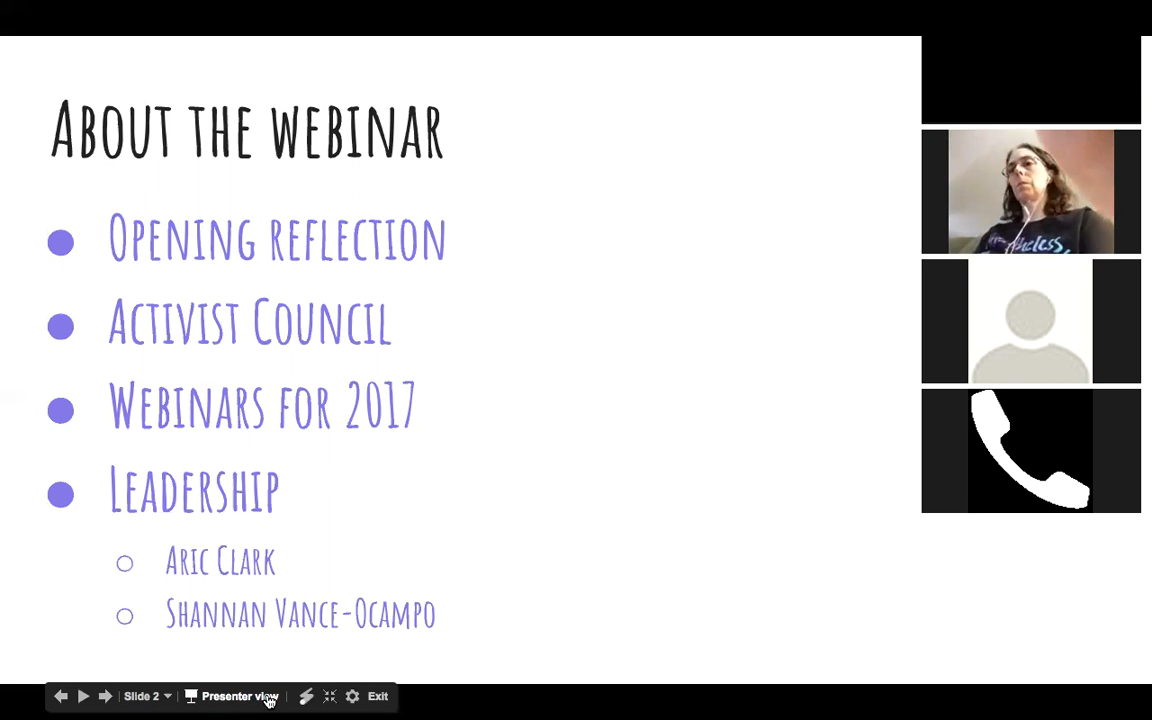 About the webinar
Opening reflection
Activist Council
Webinars for 2017
Leadership
Aric Clark
Shannan Vance-Ocampo
Slide 2
Presenter view
Exit